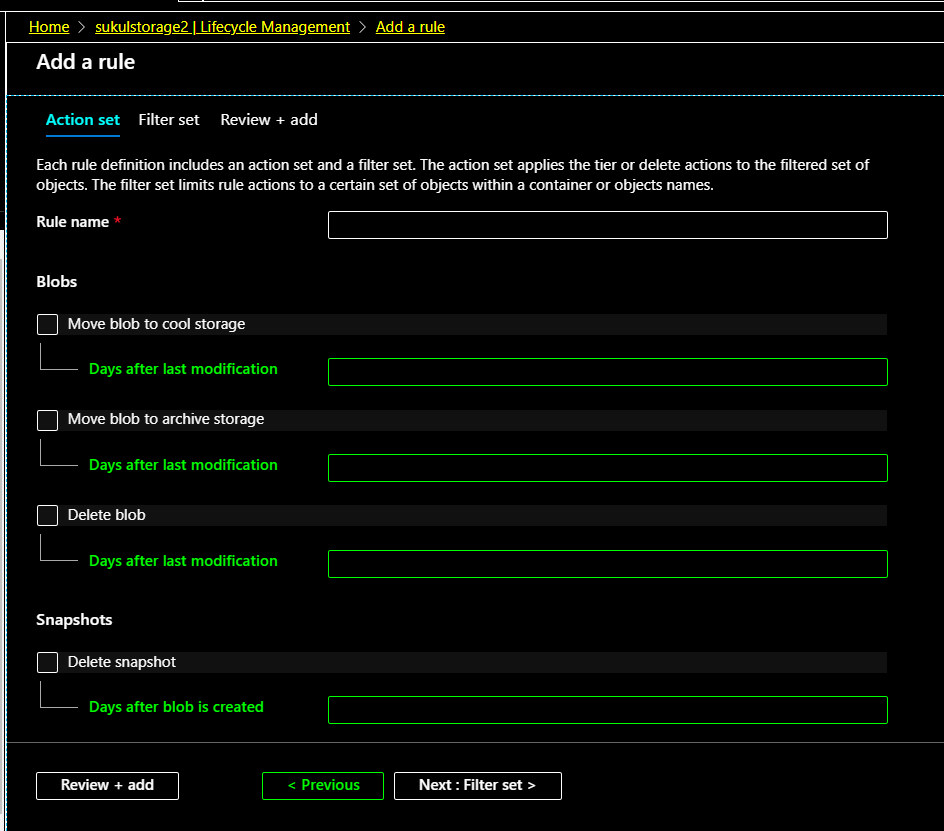 Home > sukulstorage2 | Lifecycle Management > Add a rule
Add a rule
Action set Filter set Review + add
Each rule definition includes an action set and a filter set. The action set applies the tier or delete actions to the filtered set of
objects. The filter set limits rule actions to a certain set of objects within a container or objects names.
Rule name *
Blobs
Move blob to cool storage
Days after last modification
Move blob to archive storage
Days after last modification
Delete blob
Days after last modification
Snapshots
Delete snapshot
Days after blob is created
Review + add < Previous Next : Filter set >